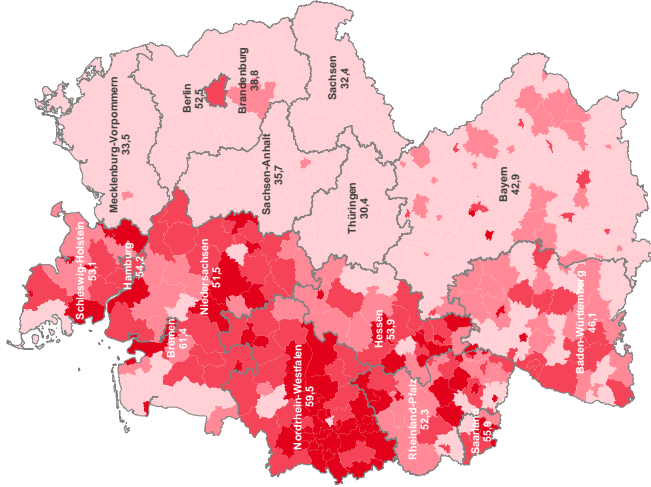 Schleswig-Holstein
53,1
Hamburg
54,2
Mecklenburg-Vorpommern
33,5
Bremen
61,4
Niedersachsen
51,5
Berlin
52,5
Brandenburg
38,8
Sachsen-Anhalt
35,7
Nordrhein-Westfalen
59,5
Hessen
53,9
Thüringen
30,4
Sachsen
32,4
Rheinland-Pfalz
52,3
Saarland
55,9
Baden-Württemberg
46,1
Bayern
42,9